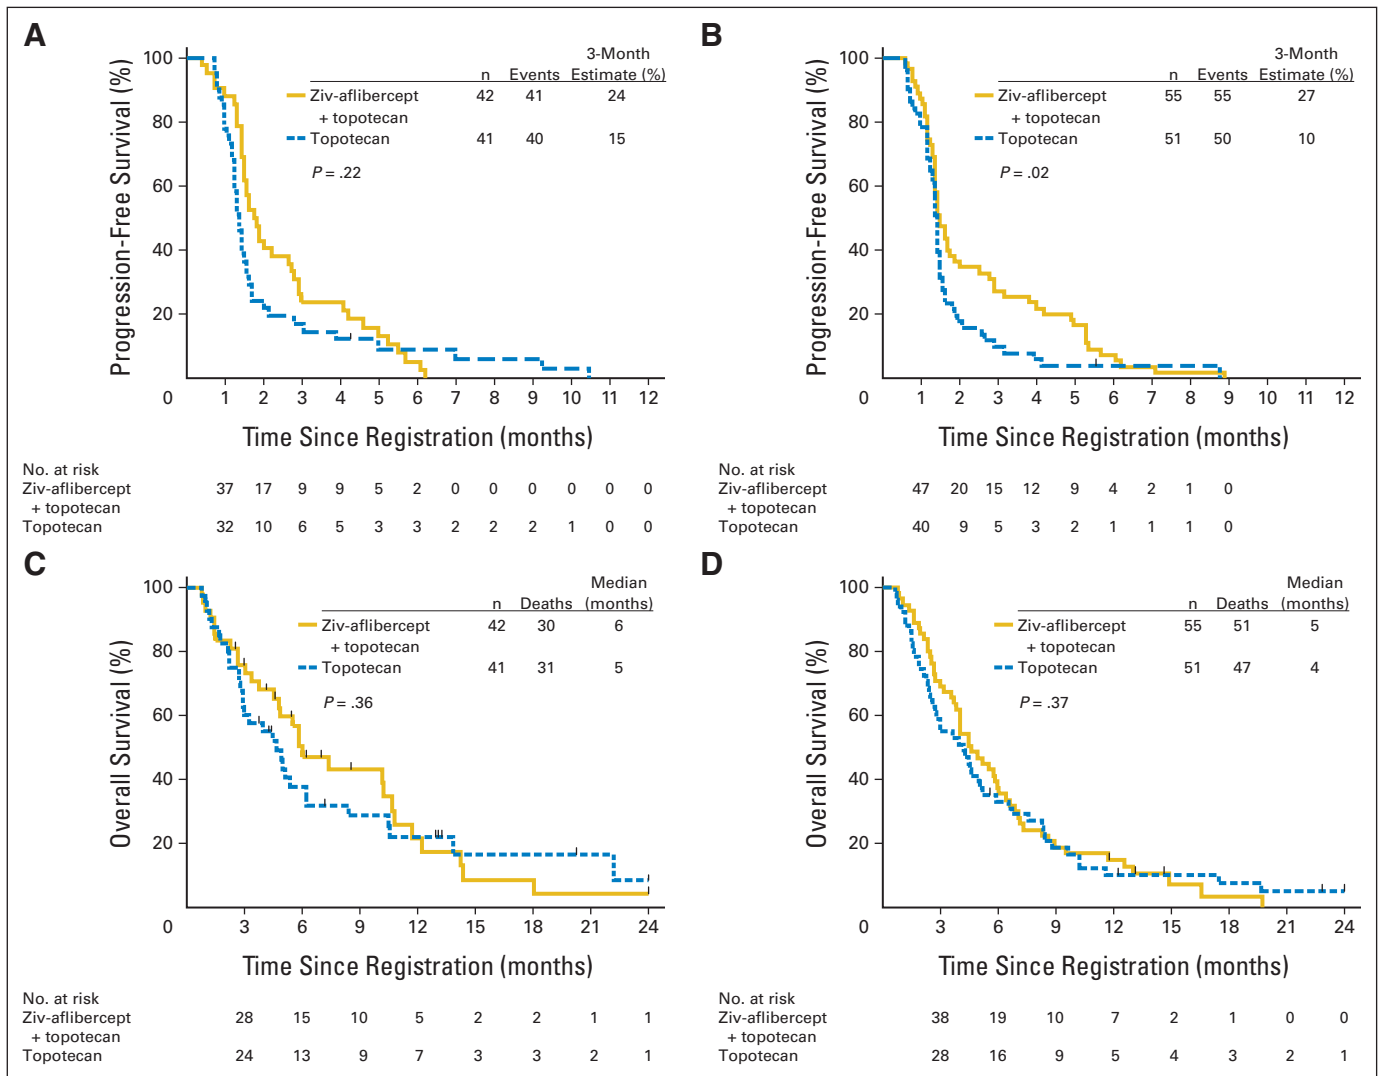 A
Progression-Free Survival (%)
100
80
60
40
20
0 1 2 3 4 5 6 7 8 9 10 11 12
Time Since Registration (months)
3-Month
n Events Estimate (%)
Ziv-aflibercept 42 41 24
+ topotecan
Topotecan 41 40 15
P = .22
No. at risk
Ziv-aflibercept 37 17 9 9 5 2 0 0 0 0 0 0
+ topotecan
Topotecan 32 10 6 5 3 3 2 2 2 1 0 0
B
Progression-Free Survival (%)
100
80
60
40
20
0 1 2 3 4 5 6 7 8 9 10 11 12
Time Since Registration (months)
3-Month
n Events Estimate (%)
Ziv-aflibercept 55 55 27
+ topotecan
Topotecan 51 50 10
P = .02
No. at risk
Ziv-aflibercept 47 20 15 12 9 4 2 1 0
+ topotecan
Topotecan 40 9 5 3 2 1 1 1 0
C
Overall Survival (%)
100
80
60
40
20
0 3 6 9 12 15 18 21 24
Time Since Registration (months)
Median
n Deaths (months)
Ziv-aflibercept 42 30 6
+ topotecan
Topotecan 41 31 5
P = .36
No. at risk
Ziv-aflibercept 28 15 10 5 2 2 1 1
+ topotecan
Topotecan 24 13 9 7 3 3 2 1
D
Overall Survival (%)
100
80
60
40
20
0 3 6 9 12 15 18 21 24
Time Since Registration (months)
Median
n Deaths (months)
Ziv-aflibercept 55 51 5
+ topotecan
Topotecan 51 47 4
P = .37
No. at risk
Ziv-aflibercept 38 19 10 7 2 1 0 0
+ topotecan
Topotecan 28 16 9 5 4 3 2 1